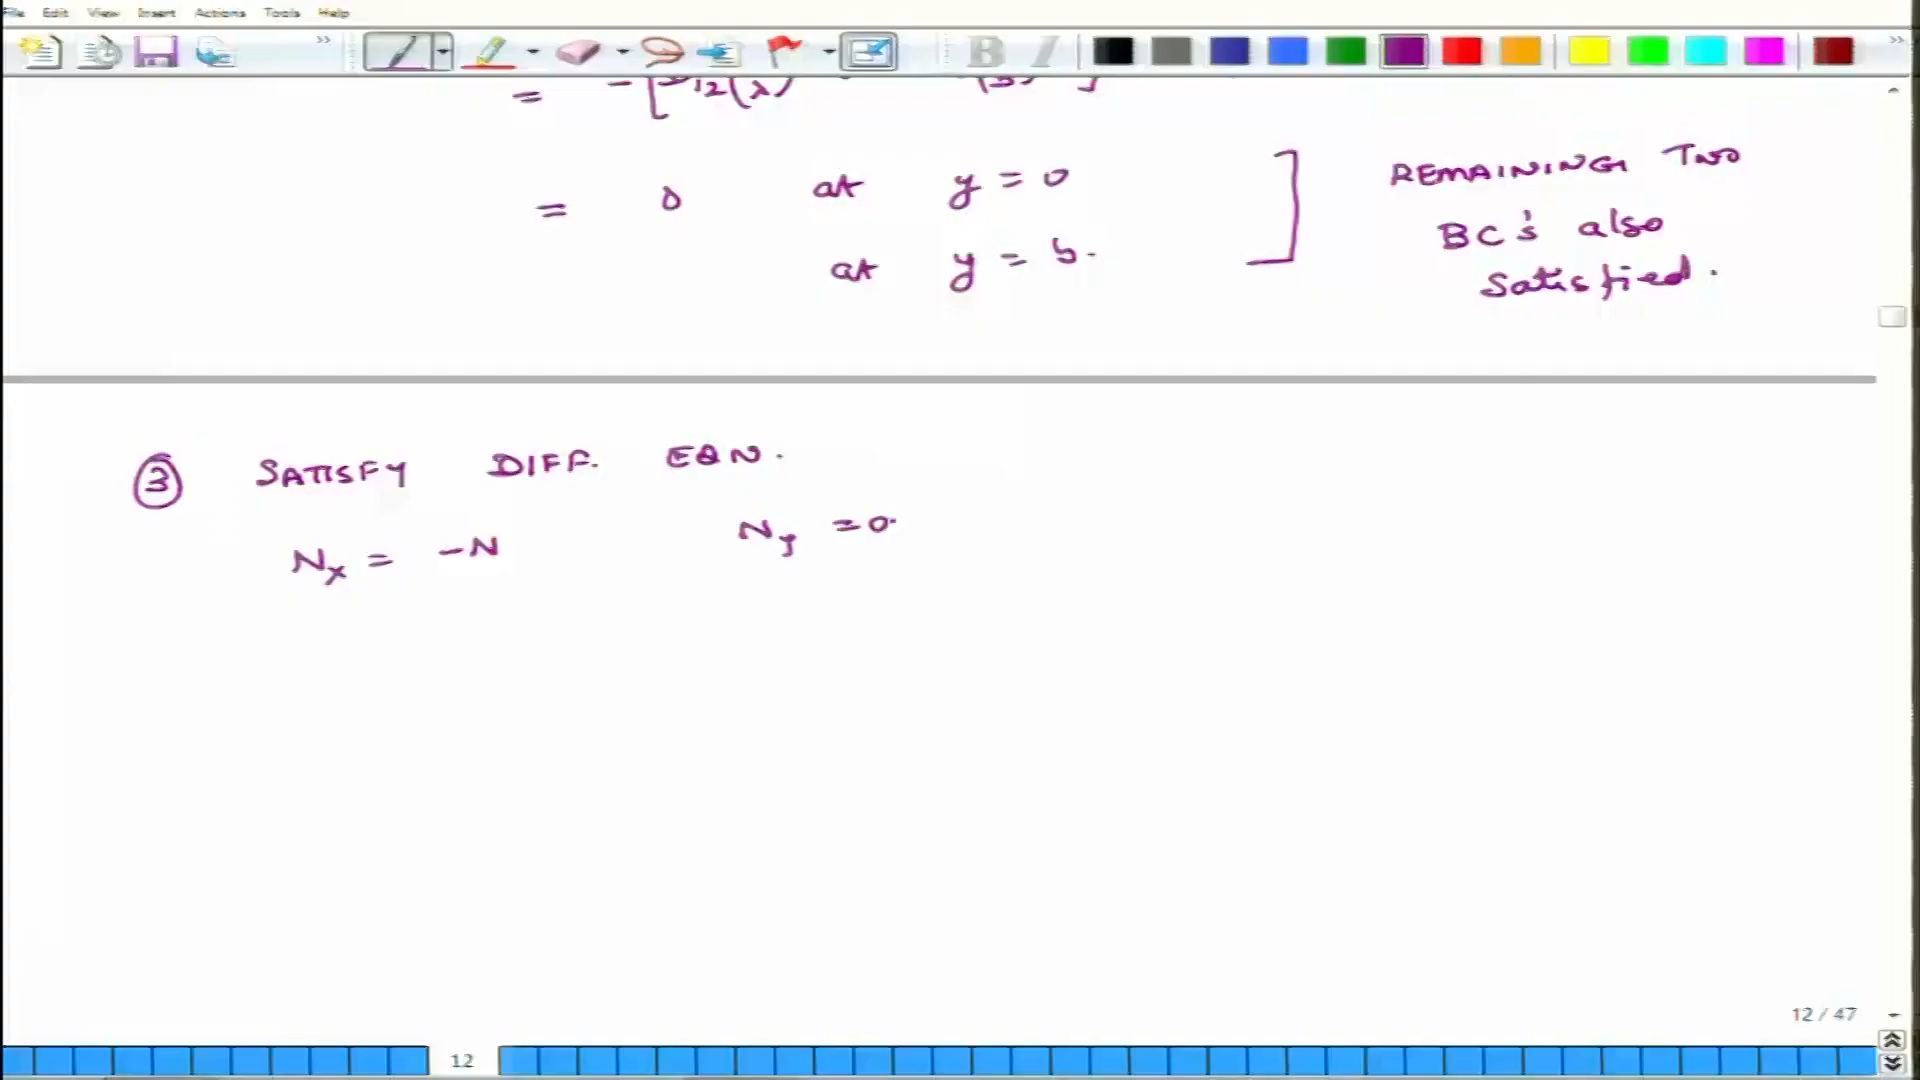 File Edit View Insert Actions Tools Help
B I
= -[ 12(λ)
= 0 at y = 0
at y = b.
REMAINING TWO
BC's also
satisfied.
③ SATISFY DIFF. EQN.
Nx = -N Ny = 0.
12 / 47
12